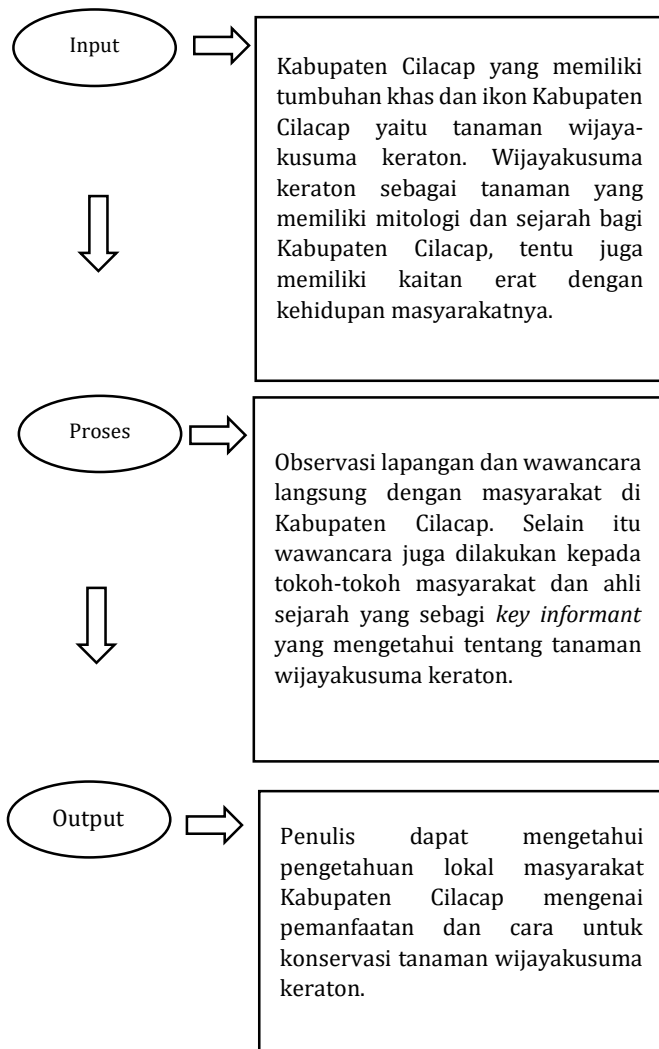 Input
Kabupaten Cilacap yang memiliki
tumbuhan khas dan ikon Kabupaten
Cilacap yaitu tanaman wijaya-
kusuma keraton. Wijayakusuma
keraton sebagai tanaman yang
memiliki mitologi dan sejarah bagi
Kabupaten Cilacap, tentu juga
memiliki kaitan erat dengan
kehidupan masyarakatnya.
Proses
Observasi lapangan dan wawancara
langsung dengan masyarakat di
Kabupaten Cilacap. Selain itu
wawancara juga dilakukan kepada
tokoh-tokoh masyarakat dan ahli
sejarah yang sebagi key informant
yang mengetahui tentang tanaman
wijayakusuma keraton.
Output
Penulis dapat mengetahui
pengetahuan lokal masyarakat
Kabupaten Cilacap mengenai
pemanfaatan dan cara untuk
konservasi tanaman wijayakusuma
keraton.